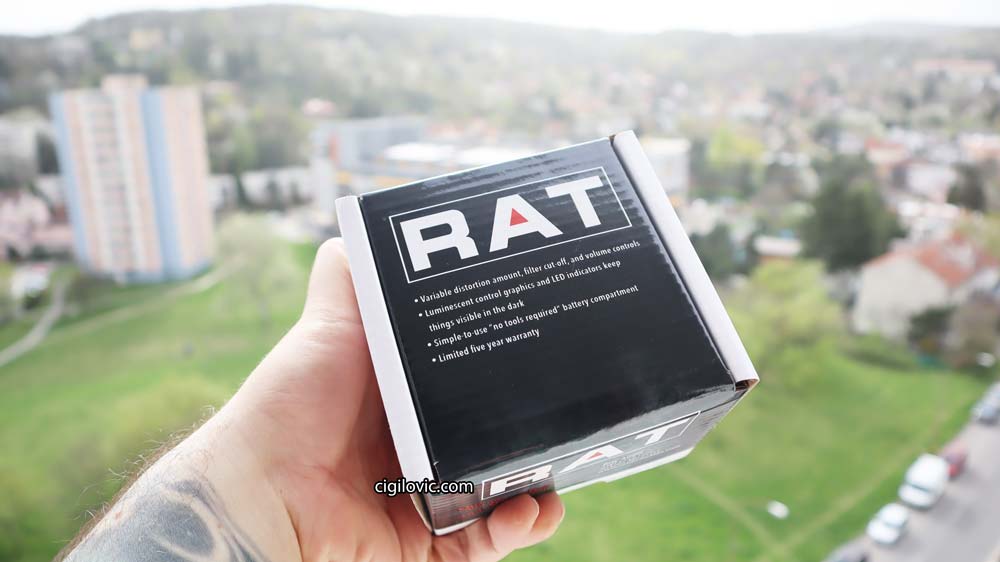 RAT
• Variable distortion amount, filter cut-off, and volume controls
• Luminescent control graphics and LED indicators keep
things visible in the dark
• Simple-to-use "no tools required" battery compartment
• Limited five year warranty
RAT
cigilovic.com